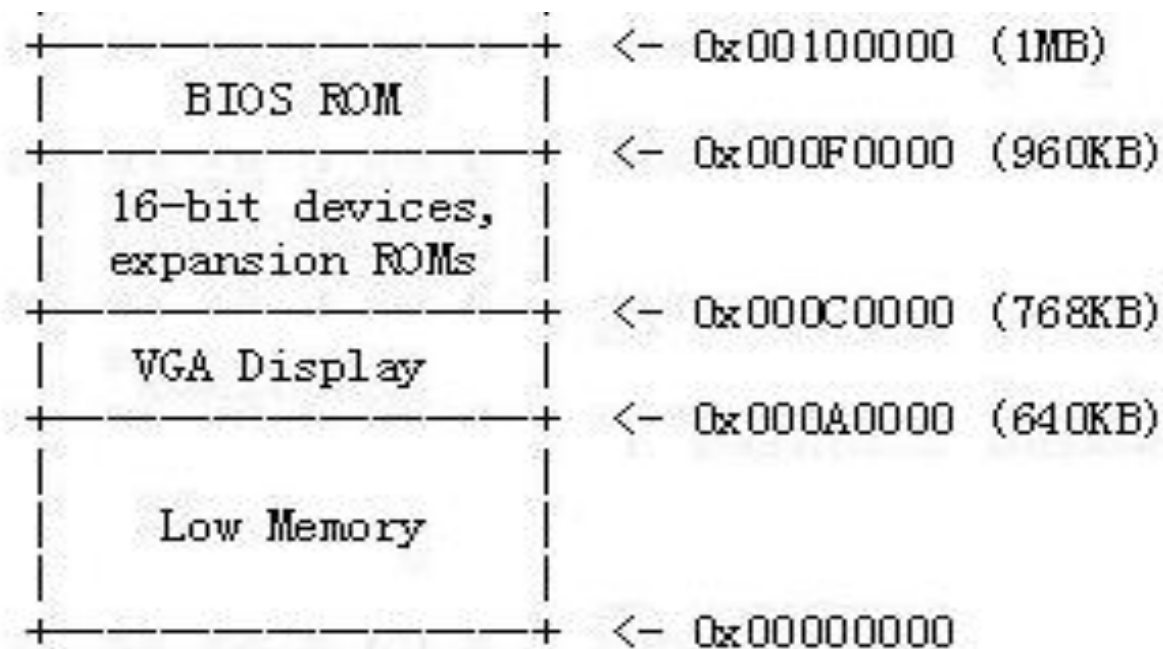 <- 0x00100000 (1MB)
BIOS ROM
<- 0x000F0000 (960KB)
16-bit devices,
expansion ROMs
<- 0x000C0000 (768KB)
VGA Display
<- 0x000A0000 (640KB)
Low Memory
<- 0x00000000